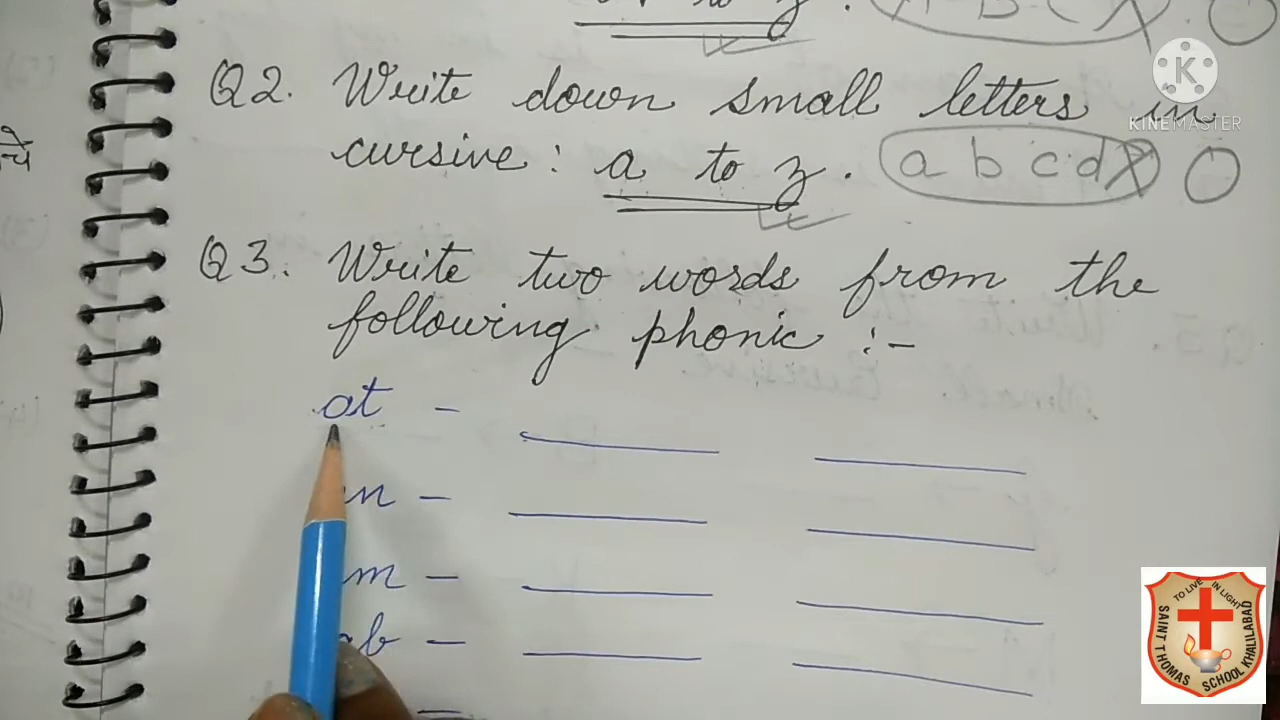 A B C
Q2. Write down small letters in
cursive : a to z . a b c d
Q3. Write two words from the
following phonic :-
at -
n -
m -
b -
KINEMASTER
TO LIVE IN LIGHT
SAINT THOMAS SCHOOL KHALILABAD